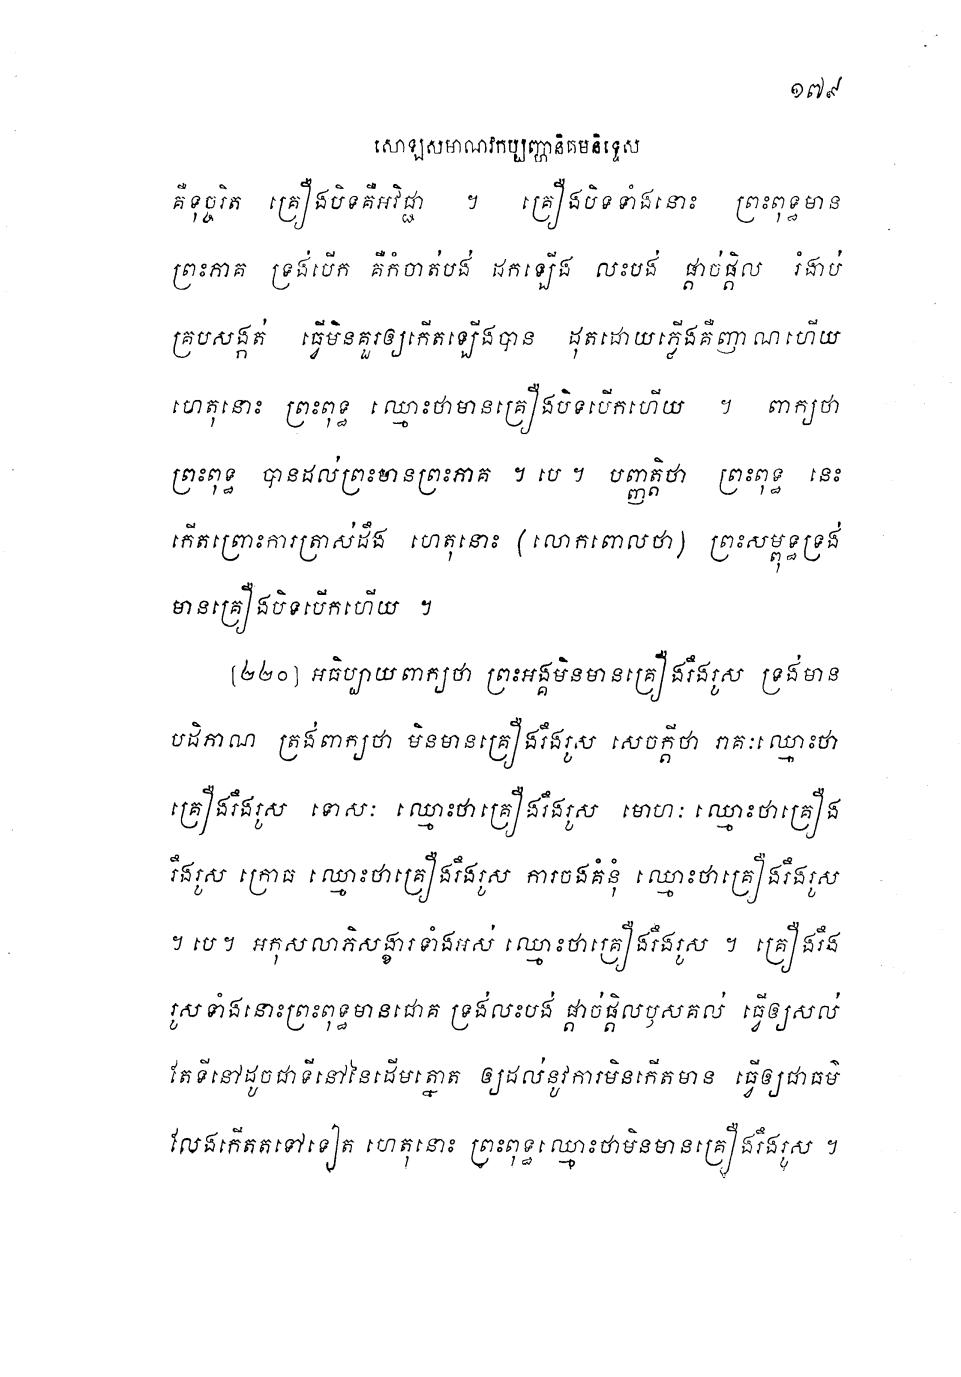 ១៧៩
សោឡសមាណវកប្បញ្ហានិគមនិទ្ទេស
គឺទុច្ចរិត គ្រឿងបិទគឺអវិជ្ជា ។ គ្រឿងបិទទាំងនោះ ព្រះពុទ្ធមាន
ព្រះភាគ ទ្រង់បើក គឺកំចាត់បង់ ដកឡើង លះបង់ ផ្តាច់ផ្តិល រំងាប់
គ្របសង្កត់ ធ្វើមិនគួរឲ្យកើតឡើងបាន ដុតដោយភ្លើងគឺញាណហើយ
ហេតុនោះ ព្រះពុទ្ធ ឈ្មោះថាមានគ្រឿងបិទបើកហើយ ។ ពាក្យថា
ព្រះពុទ្ធ បានដល់ព្រះមានព្រះភាគ ។ បេ ។ បញ្ញត្តិថា ព្រះពុទ្ធ នេះ
កើតព្រោះការត្រាស់ដឹង ហេតុនោះ (លោកពោលថា) ព្រះសម្ពុទ្ធទ្រង់
មានគ្រឿងបិទបើកហើយ ។
[២២០] អធិប្បាយពាក្យថា ព្រះអង្គមិនមានគ្រឿងរឹងរូស ទ្រង់មាន
បដិភាណ ត្រង់ពាក្យថា មិនមានគ្រឿងរឹងរូស សេចក្តីថា រាគៈឈ្មោះថា
គ្រឿងរឹងរូស ទោសៈ ឈ្មោះថាគ្រឿងរឹងរូស មោហៈ ឈ្មោះថាគ្រឿង
រឹងរូស ក្រោធ ឈ្មោះថាគ្រឿងរឹងរូស ការចងគំនុំ ឈ្មោះថាគ្រឿងរឹងរូស
។ បេ ។ អកុសលាភិសង្ខារទាំងអស់ ឈ្មោះថាគ្រឿងរឹងរូស ។ គ្រឿងរឹង
រូសទាំងនោះព្រះពុទ្ធមានជោគ ទ្រង់លះបង់ ផ្តាច់ផ្តិលឫសគល់ ធ្វើឲ្យសល់
តែទីនៅដូចជាទីនៅនៃដើមត្នោត ឲ្យដល់នូវការមិនកើតមាន ធ្វើឲ្យជាធម៌
លែងកើតតទៅទៀត ហេតុនោះ ព្រះពុទ្ធឈ្មោះថាមិនមានគ្រឿងរឹងរូស ។